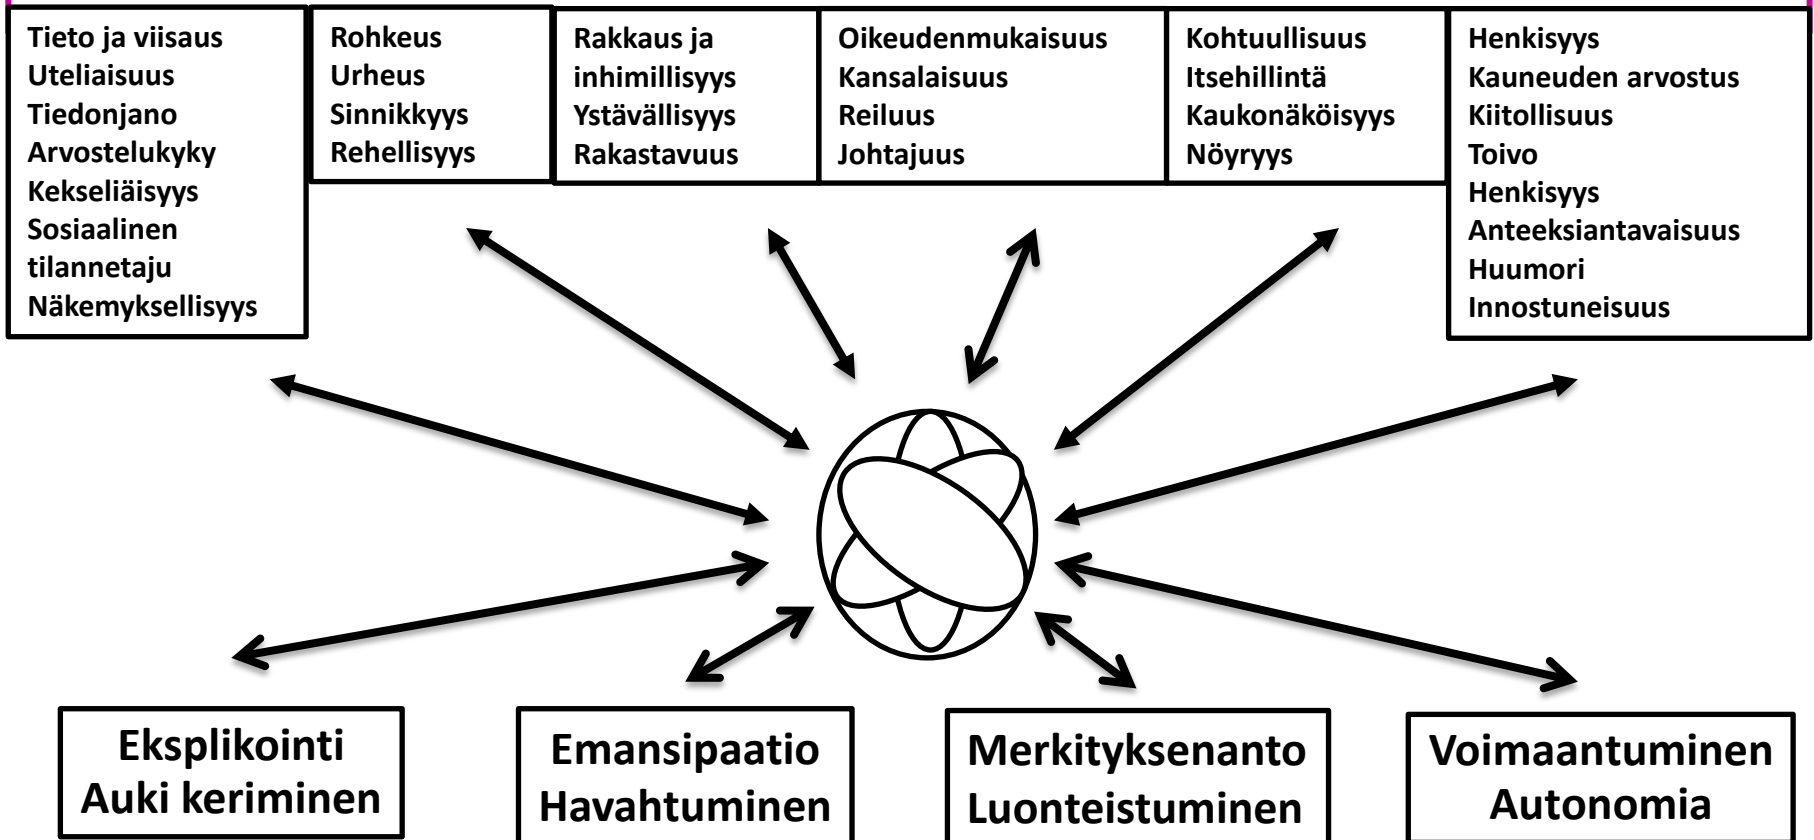 Tieto ja viisaus
Uteliaisuus
Tiedonjano
Arvostelukyky
Kekseliäisyys
Sosiaalinen
tilannetaju
Näkemyksellisyys
Rohkeus
Urheus
Sinnikkyys
Rehellisyys
Rakkaus ja
inhimillisyys
Ystävällisyys
Rakastavuus
Oikeudenmukaisuus
Kansalaisuus
Reiluus
Johtajuus
Kohtuullisuus
Itsehillintä
Kaukonäköisyys
Nöyryys
Henkisyys
Kauneuden arvostus
Kiitollisuus
Toivo
Henkisyys
Anteeksiantavaisuus
Huumori
Innostuneisuus
Eksplikointi
Auki keriminen
Emansipaatio
Havahtuminen
Merkityksenanto
Luonteistuminen
Voimaantuminen
Autonomia